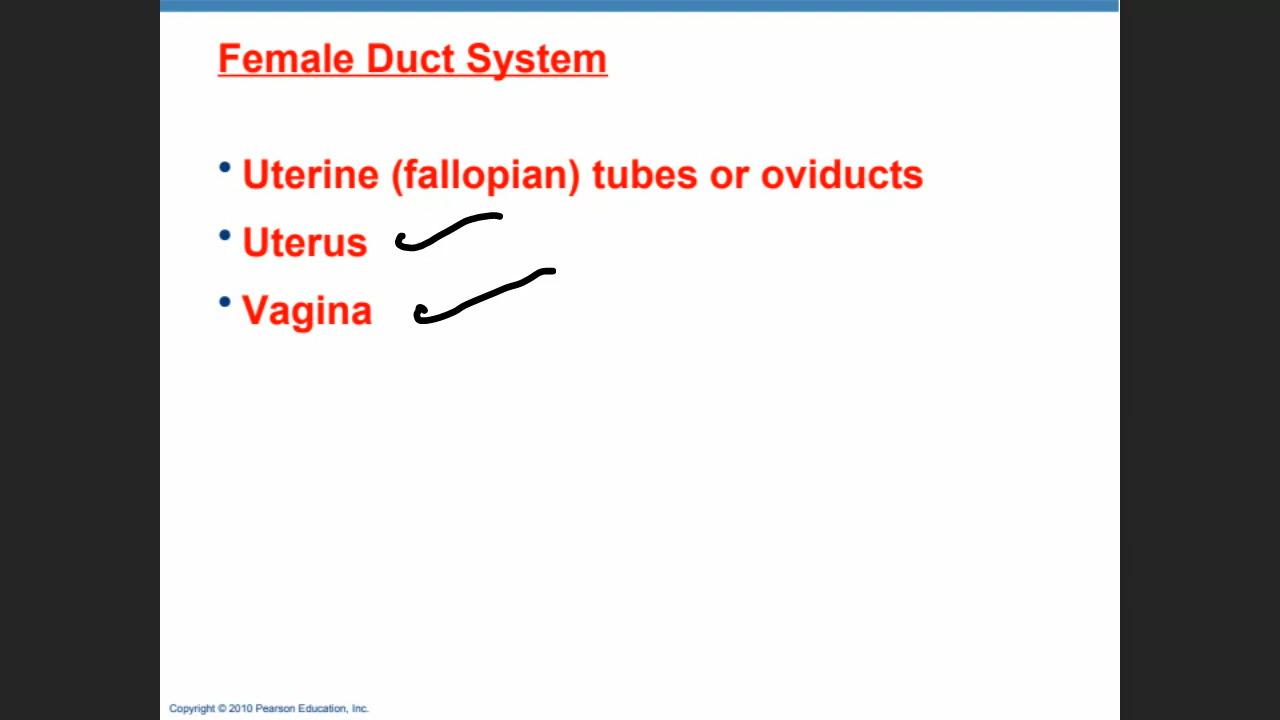 Female Duct System
• Uterine (fallopian) tubes or oviducts
• Uterus
• Vagina
Copyright © 2010 Pearson Education, Inc.